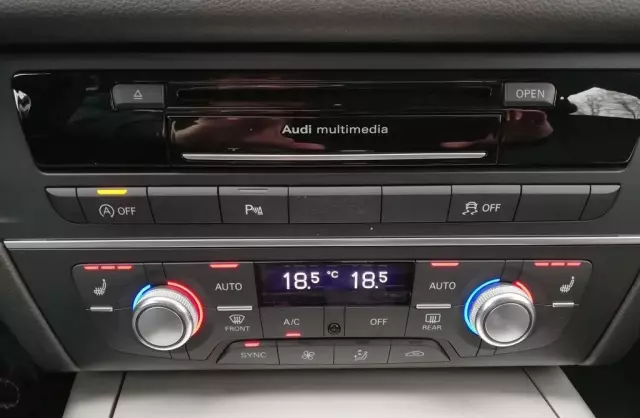 OPEN
Audi multimedia
A OFF P OFF
18.5 °C 18.5
AUTO AUTO
FRONT A/C OFF REAR
SYNC